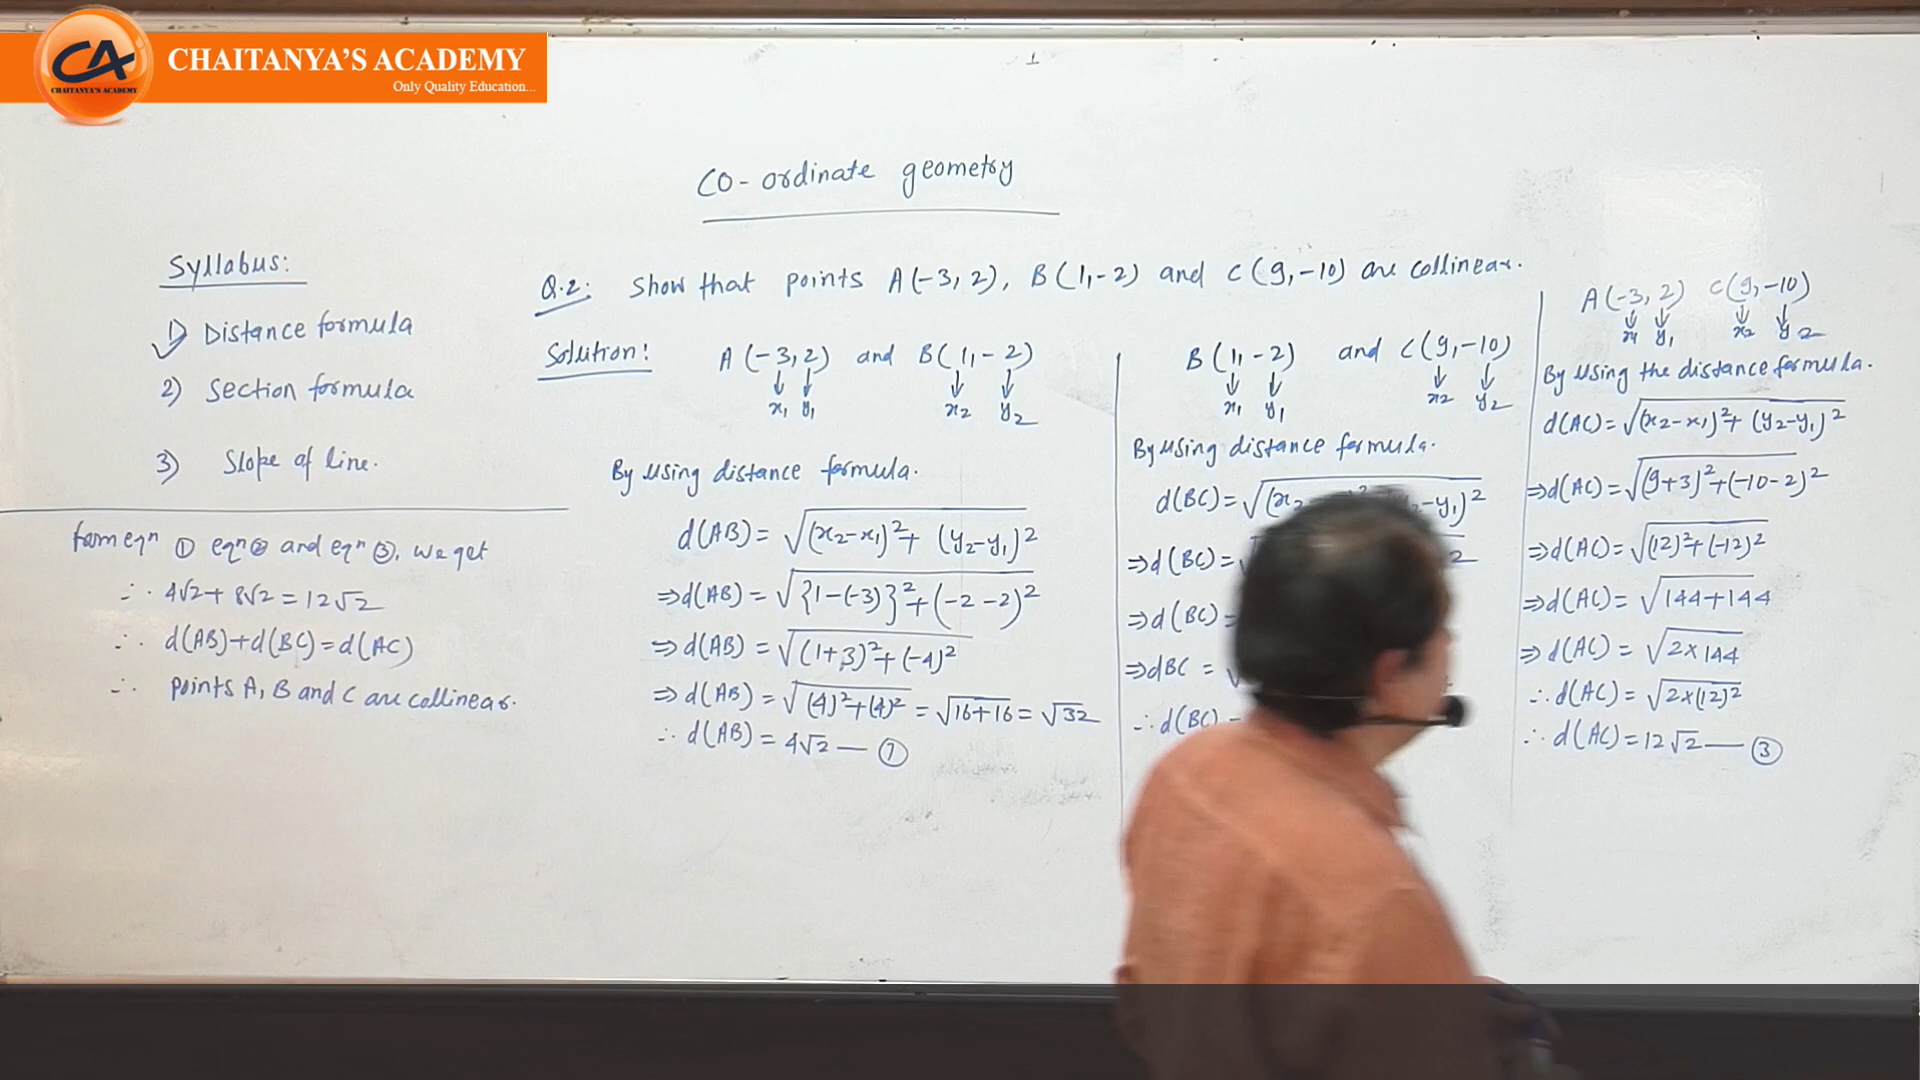 CA
CHAITANYA'S ACADEMY
CHAITANYA'S ACADEMY
Only Quality Education...
CO-ordinate geometry
Syllabus:
1) Distance formula
2) Section formula
3) Slope of line.
form eqⁿ ① eqⁿ ② and eqⁿ ③, we get
∴ 4√2 + 8√2 = 12√2
∴ d(AB)+d(BC)=d(AC)
∴ points A, B and C are collinear.
Q.2: Show that points A(-3, 2), B(1,-2) and C(9,-10) are collinear.
Solution:
A(-3,2) and B(1,-2)
↓ ↓ ↓ ↓
x₁ y₁ x₂ y₂
By using distance formula.
d(AB)= √(x₂-x₁)²+ (y₂-y₁)²
⇒d(AB) = √{1-(-3)}²+(-2-2)²
⇒d(AB) = √(1+3)²+(-4)²
⇒ d(AB) = √(4)²+(4)² = √16+16 = √32
∴ d(AB) = 4√2 — ①
B(1,-2) and C(9,-10)
↓ ↓ ↓ ↓
x₁ y₁ x₂ y₂
By using distance formula.
d(BC)=√(x₂ -y₁)²
⇒d(BC)= √ 2
⇒d(BC)=
⇒dBC = √
∴d(BC) =
A(-3,2) C(9,-10)
↓ ↓ ↓ ↓
x₁ y₁ x₂ y₂
By using the distance formula.
d(AC)=√(x₂-x₁)²+ (y₂-y₁)²
⇒d(AC)=√(9+3)²+(-10-2)²
⇒d(AC)=√(12)²+(-12)²
⇒d(AC)= √144+144
⇒ d(AC) = √2×144
∴d(AC)= √2×(12)²
∴ d(AC)=12√2 — ③